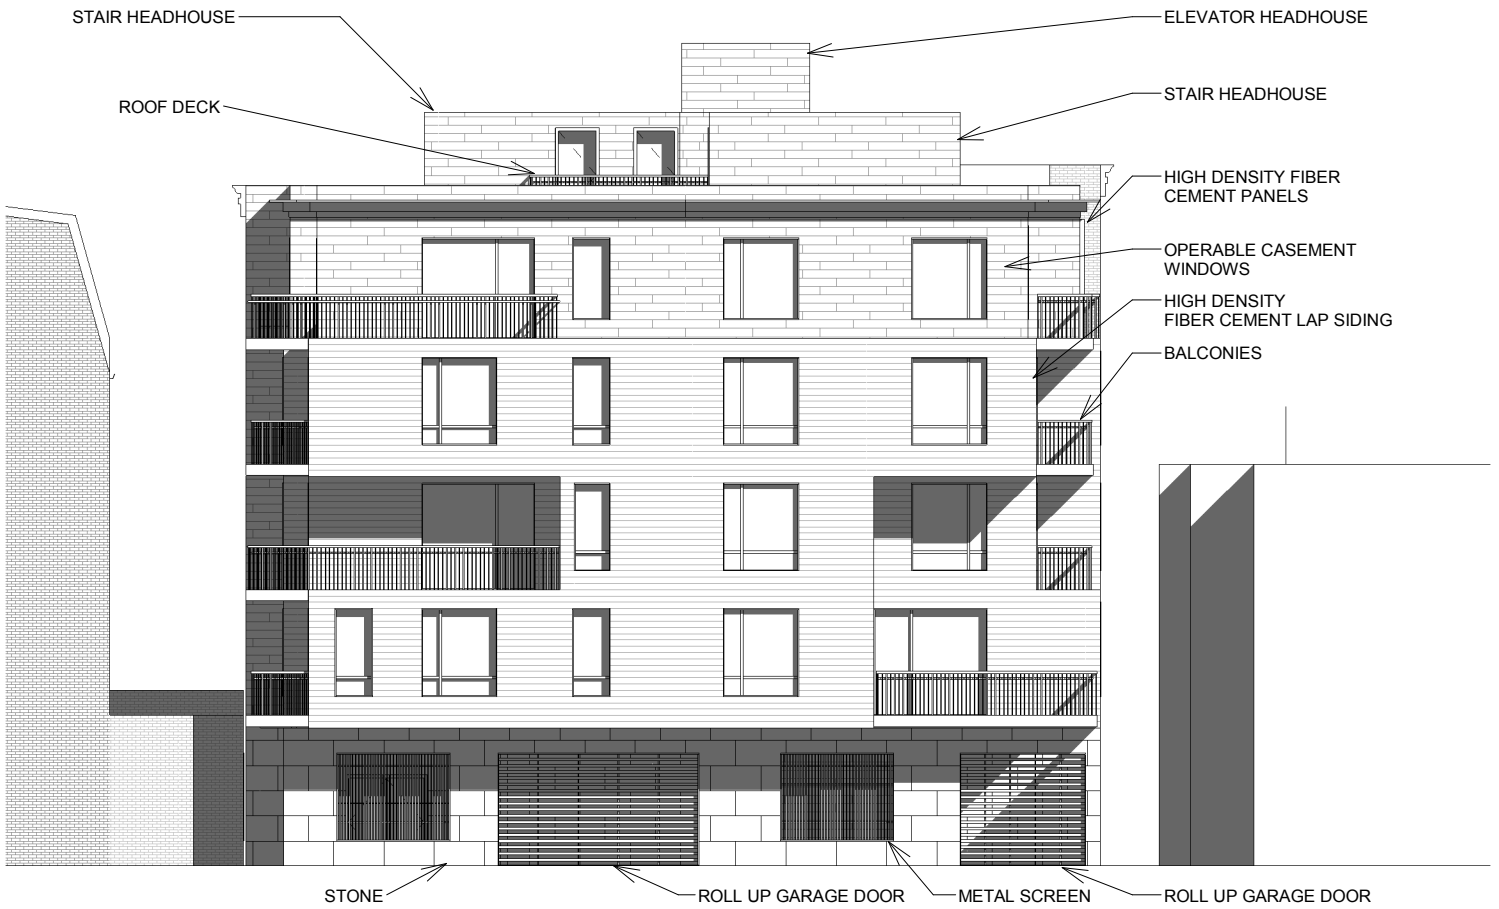 STAIR HEADHOUSE
ELEVATOR HEADHOUSE
ROOF DECK
STAIR HEADHOUSE
HIGH DENSITY FIBER
CEMENT PANELS
OPERABLE CASEMENT
WINDOWS
HIGH DENSITY
FIBER CEMENT LAP SIDING
BALCONIES
STONE
ROLL UP GARAGE DOOR
METAL SCREEN
ROLL UP GARAGE DOOR